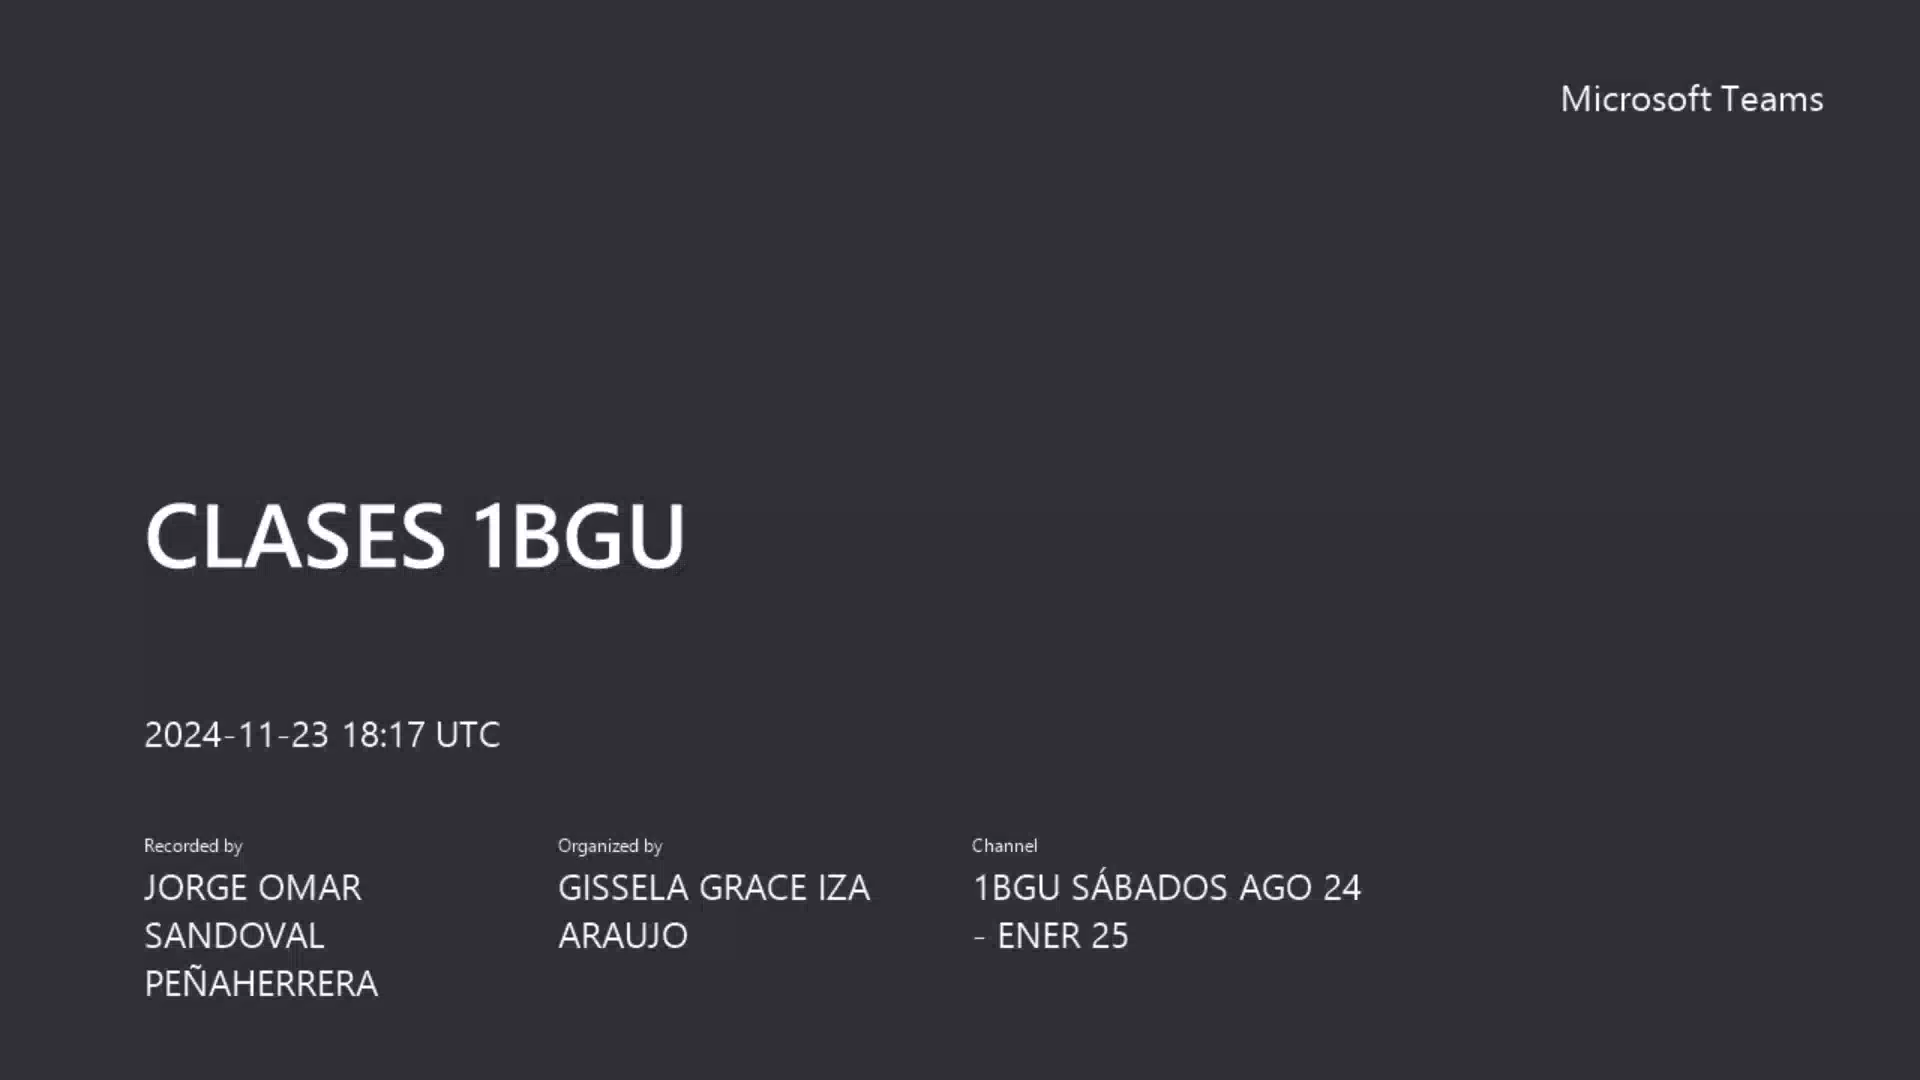 Microsoft Teams
CLASES 1BGU
2024-11-23 18:17 UTC
Recorded by
JORGE OMAR
SANDOVAL
PEÑAHERRERA
Organized by
GISSELA GRACE IZA
ARAUJO
Channel
1BGU SÁBADOS AGO 24
- ENER 25